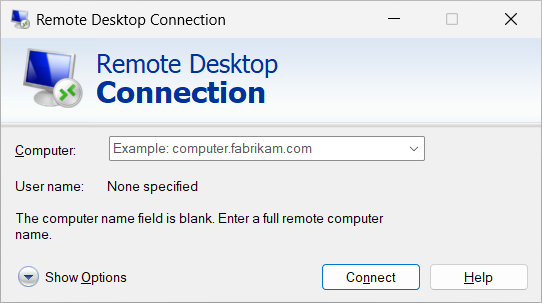 Remote Desktop Connection
Remote Desktop
Connection
Computer:
Example: computer.fabrikam.com
User name: None specified
The computer name field is blank. Enter a full remote computer
name.
Show Options
Connect
Help